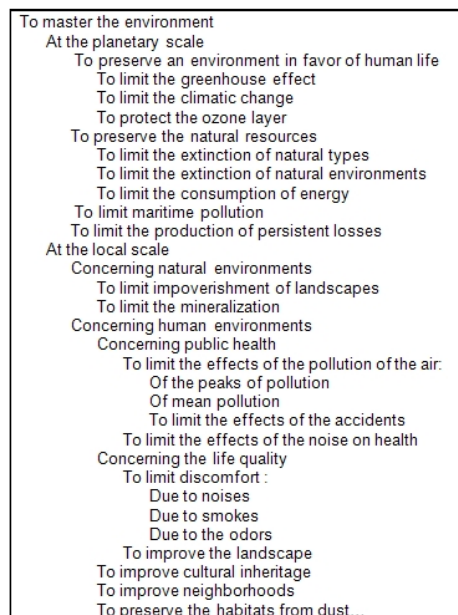 To master the environment
At the planetary scale
To preserve an environment in favor of human life
To limit the greenhouse effect
To limit the climatic change
To protect the ozone layer
To preserve the natural resources
To limit the extinction of natural types
To limit the extinction of natural environments
To limit the consumption of energy
To limit maritime pollution
To limit the production of persistent losses
At the local scale
Concerning natural environments
To limit impoverishment of landscapes
To limit the mineralization
Concerning human environments
Concerning public health
To limit the effects of the pollution of the air:
Of the peaks of pollution
Of mean pollution
To limit the effects of the accidents
To limit the effects of the noise on health
Concerning the life quality
To limit discomfort :
Due to noises
Due to smokes
Due to the odors
To improve the landscape
To improve cultural inheritage
To improve neighborhoods
To preserve the habitats from dust...